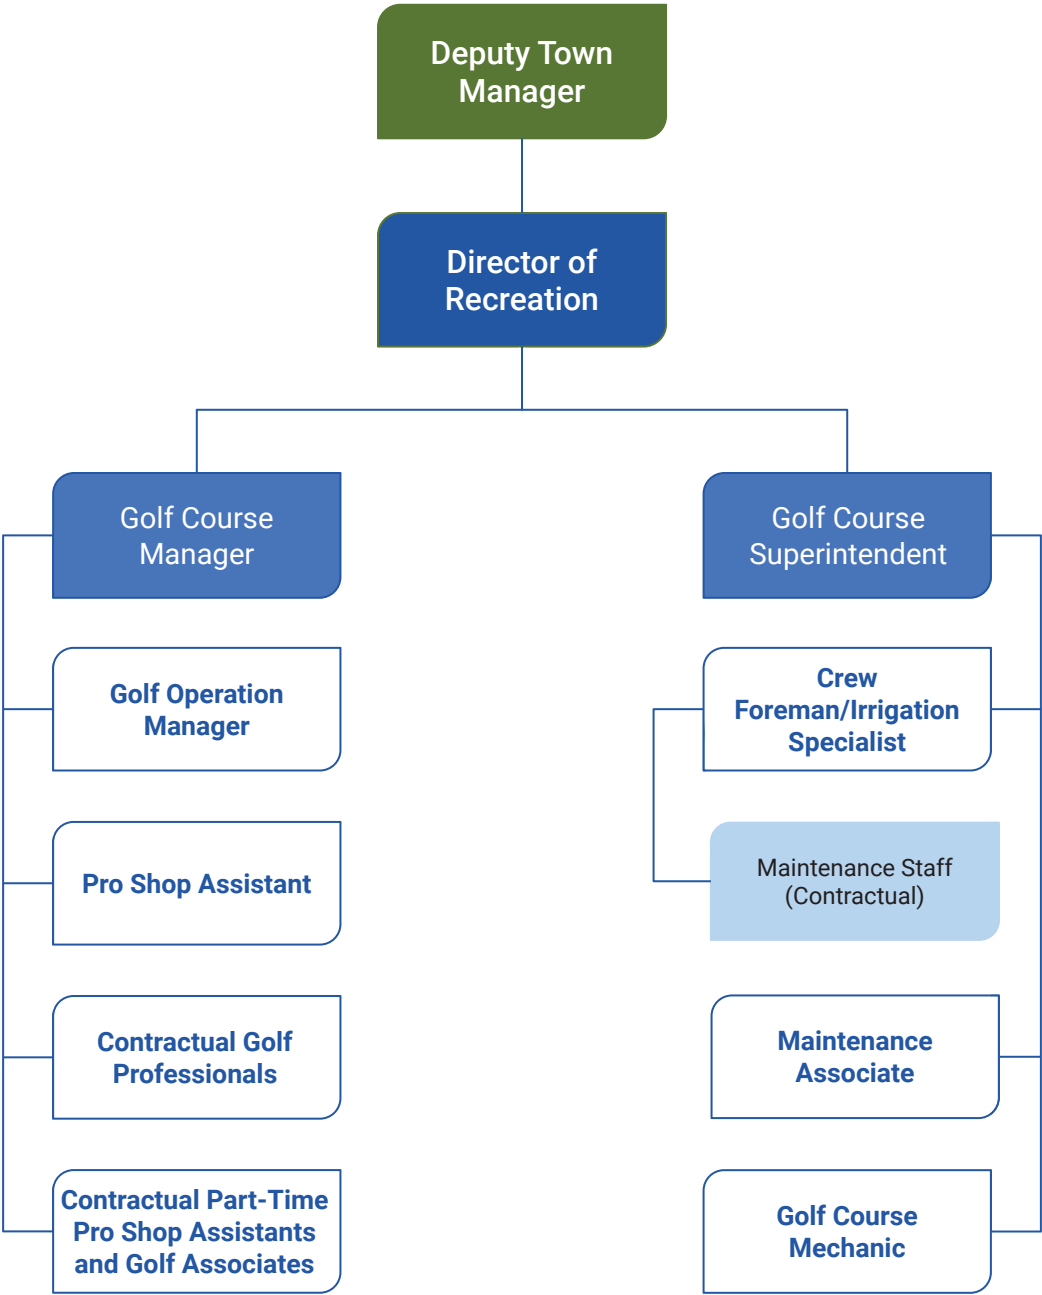 Deputy Town
Manager
Director of
Recreation
Golf Course
Manager
Golf Operation
Manager
Pro Shop Assistant
Contractual Golf
Professionals
Contractual Part-Time
Pro Shop Assistants
and Golf Associates
Golf Course
Superintendent
Crew
Foreman/Irrigation
Specialist
Maintenance Staff
(Contractual)
Maintenance
Associate
Golf Course
Mechanic